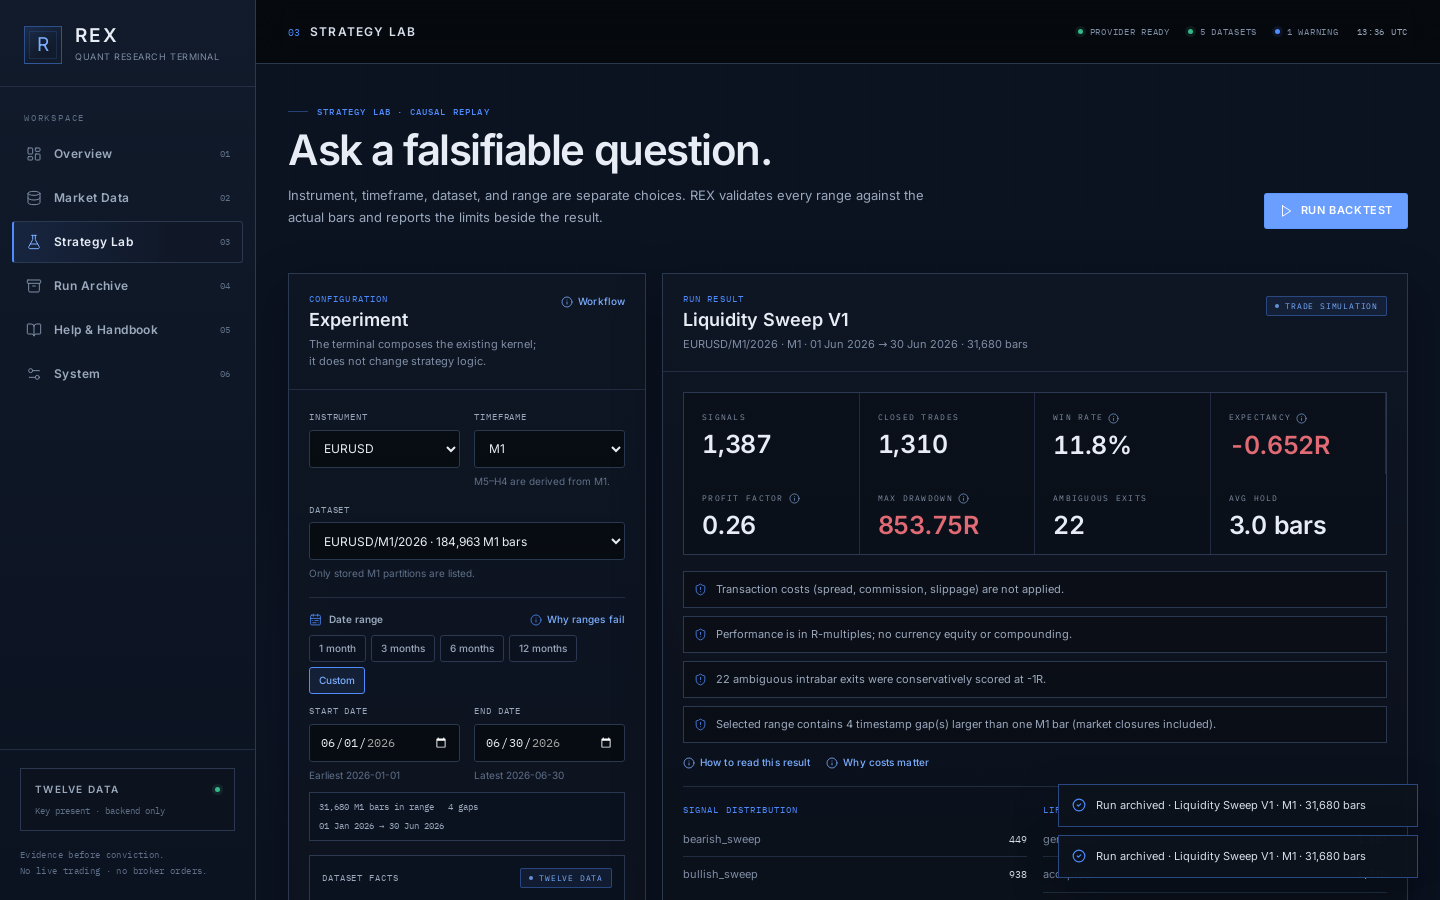 R
REX
QUANT RESEARCH TERMINAL
WORKSPACE
Overview 01
Market Data 02
Strategy Lab 03
Run Archive 04
Help & Handbook 05
System 06
TWELVE DATA
Key present · backend only
Evidence before conviction.
No live trading · no broker orders.
03 STRATEGY LAB
PROVIDER READY 5 DATASETS 1 WARNING 13:36 UTC
STRATEGY LAB · CAUSAL REPLAY
Ask a falsifiable question.
Instrument, timeframe, dataset, and range are separate choices. REX validates every range against the
actual bars and reports the limits beside the result.
RUN BACKTEST
CONFIGURATION
Experiment
Workflow
The terminal composes the existing kernel;
it does not change strategy logic.
INSTRUMENT TIMEFRAME
EURUSD M1
M5–H4 are derived from M1.
DATASET
EURUSD/M1/2026 · 184,963 M1 bars
Only stored M1 partitions are listed.
Date range Why ranges fail
1 month 3 months 6 months 12 months
Custom
START DATE END DATE
06/01/2026 06/30/2026
Earliest 2026-01-01 Latest 2026-06-30
31,680 M1 bars in range 4 gaps
01 Jan 2026 → 30 Jun 2026
DATASET FACTS TWELVE DATA
RUN RESULT
Liquidity Sweep V1
TRADE SIMULATION
EURUSD/M1/2026 · M1 · 01 Jun 2026 → 30 Jun 2026 · 31,680 bars
SIGNALS CLOSED TRADES WIN RATE EXPECTANCY
1,387 1,310 11.8% -0.652R
PROFIT FACTOR MAX DRAWDOWN AMBIGUOUS EXITS AVG HOLD
0.26 853.75R 22 3.0 bars
Transaction costs (spread, commission, slippage) are not applied.
Performance is in R-multiples; no currency equity or compounding.
22 ambiguous intrabar exits were conservatively scored at -1R.
Selected range contains 4 timestamp gap(s) larger than one M1 bar (market closures included).
How to read this result Why costs matter
SIGNAL DISTRIBUTION
bearish_sweep 449
bullish_sweep 938
Run archived · Liquidity Sweep V1 · M1 · 31,680 bars
Run archived · Liquidity Sweep V1 · M1 · 31,680 bars